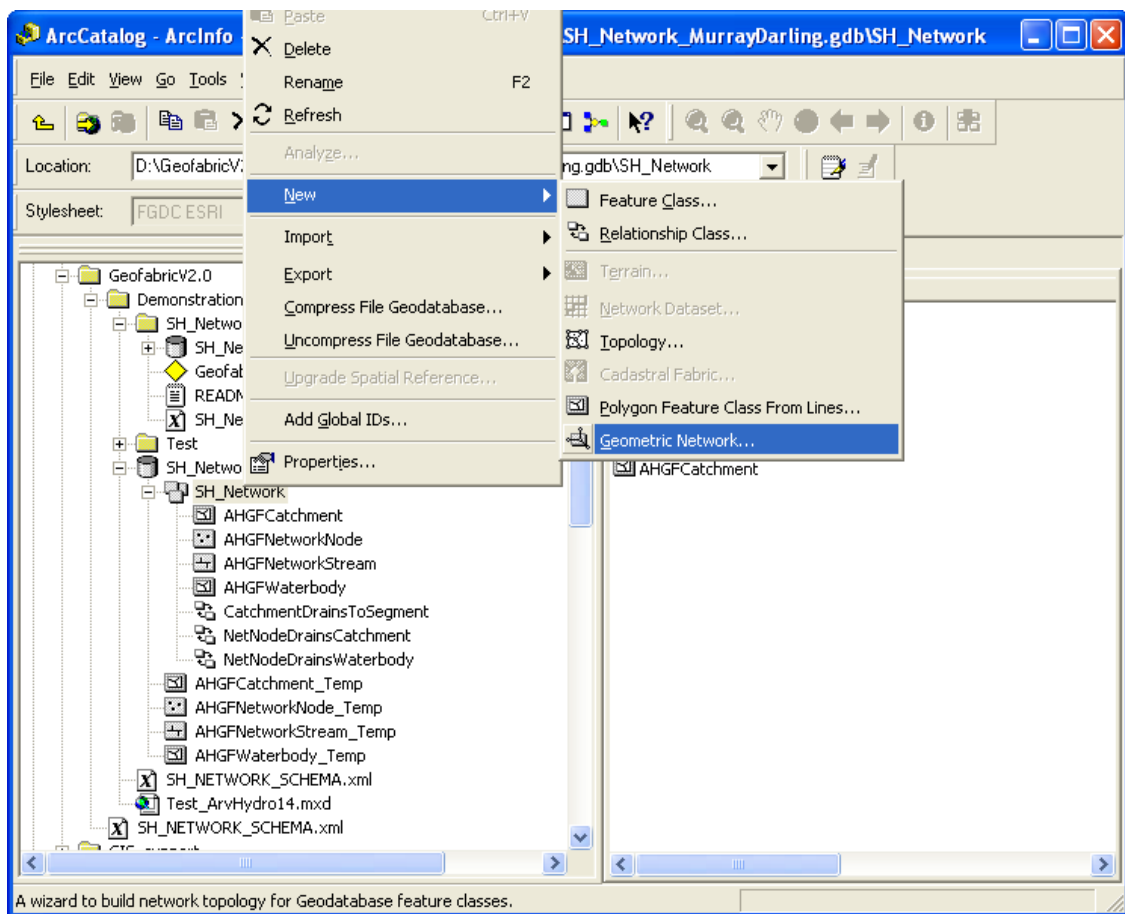 ArcCatalog - ArcInfo - SH_Network_MurrayDarling.gdb\SH_Network
File Edit View Go Tools
Location: D:\GeofabricV2 ng.gdb\SH_Network
Stylesheet: FGDC ESRI
Paste Ctrl+V
Delete
Rename F2
Refresh
Analyze...
New
Import
Export
Compress File Geodatabase...
Uncompress File Geodatabase...
Upgrade Spatial Reference...
Add Global IDs...
Properties...
Feature Class...
Relationship Class...
Terrain...
Network Dataset...
Topology...
Cadastral Fabric...
Polygon Feature Class From Lines...
Geometric Network...
AHGFCatchment
GeofabricV2.0
Demonstration
SH_Netwo
SH_Ne
Geofab
READM
SH_Ne
Test
SH_Netwo
SH_Network
AHGFCatchment
AHGFNetworkNode
AHGFNetworkStream
AHGFWaterbody
CatchmentDrainsToSegment
NetNodeDrainsCatchment
NetNodeDrainsWaterbody
AHGFCatchment_Temp
AHGFNetworkNode_Temp
AHGFNetworkStream_Temp
AHGFWaterbody_Temp
SH_NETWORK_SCHEMA.xml
Test_ArvHydro14.mxd
SH_NETWORK_SCHEMA.xml
A wizard to build network topology for Geodatabase feature classes.